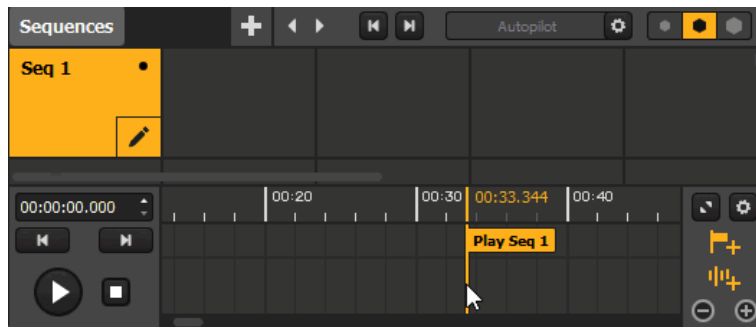 Sequences
Autopilot
Seq 1
00:00:00.000
00:20
00:30
00:33.344
00:40
Play Seq 1